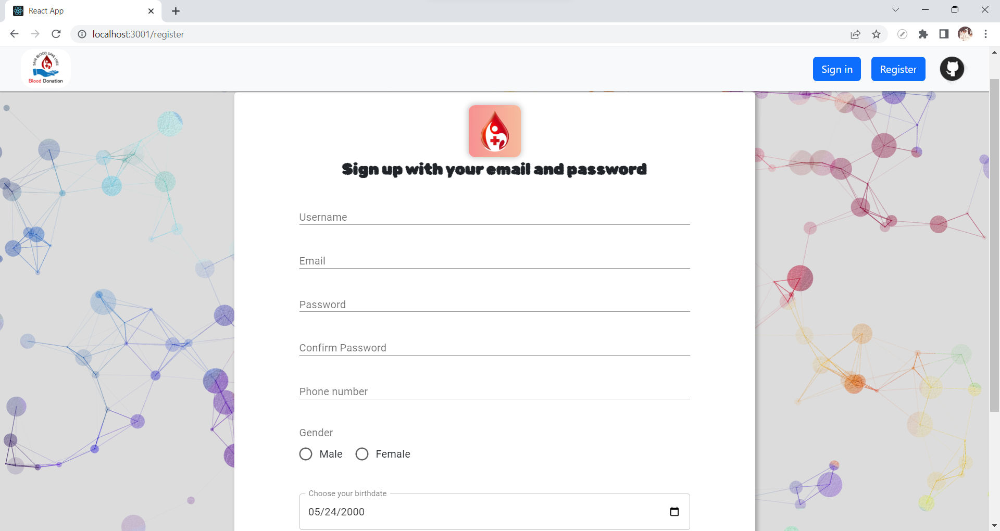 React App
localhost:3001/register
SAVE BLOOD SAVE LIVES
Blood Donation
Sign in
Register
Sign up with your email and password
Username
Email
Password
Confirm Password
Phone number
Gender
Male Female
Choose your birthdate
05/24/2000